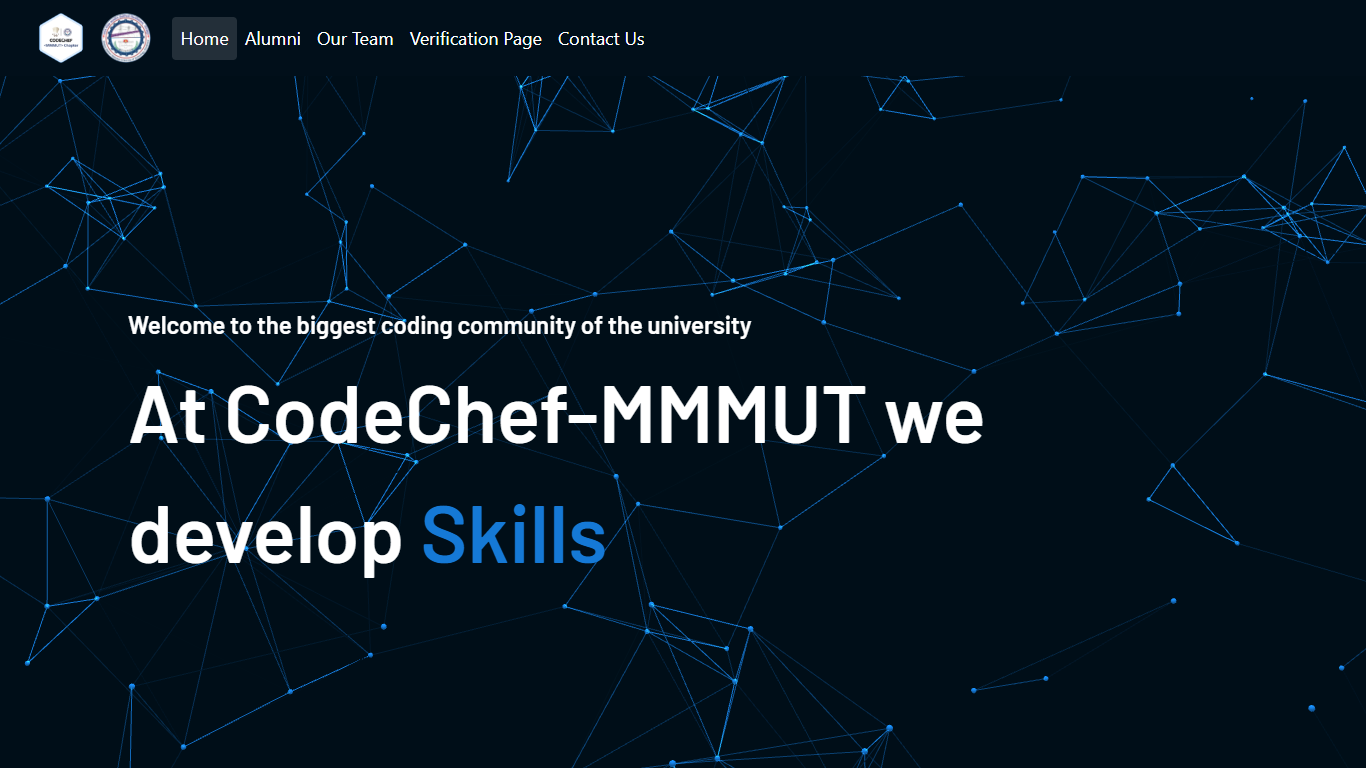 CODECHEF
-MMMUT- Chapter
Home
Alumni
Our Team
Verification Page
Contact Us
Welcome to the biggest coding community of the university
At CodeChef-MMMUT we
develop Skills